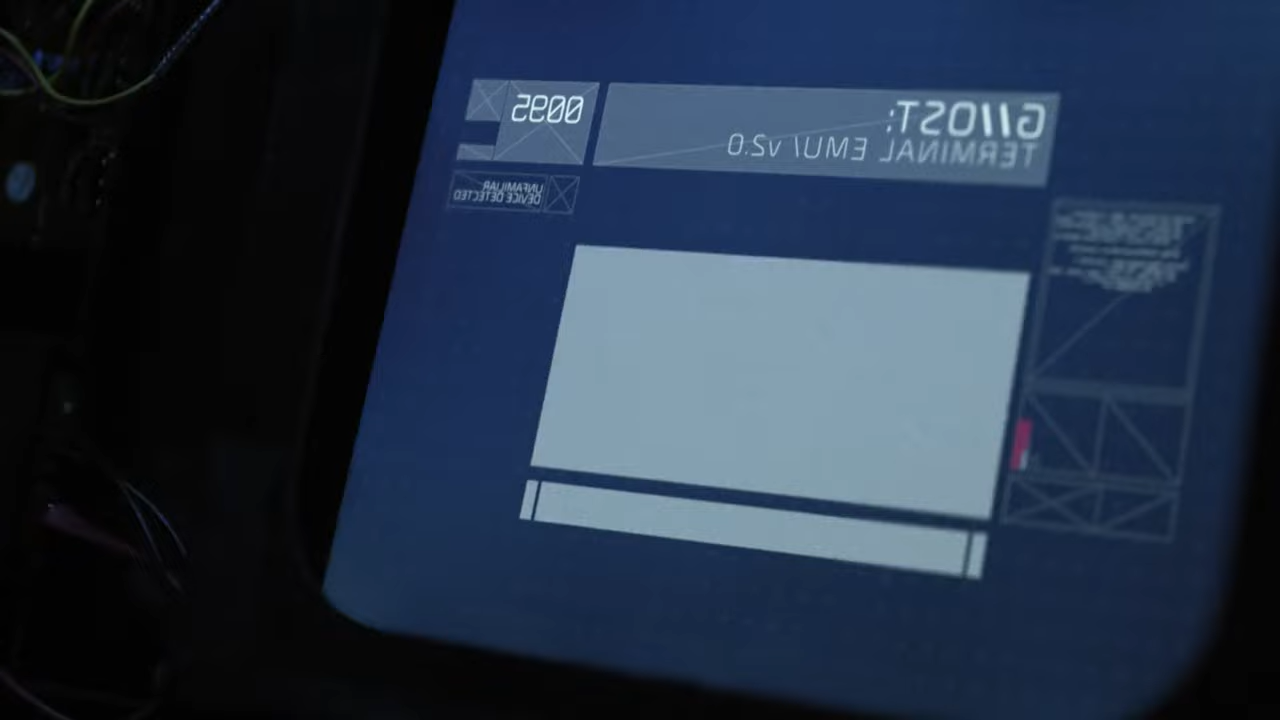 G//OST:
TERMINAL EMU/ v2.0
0095
UNFAMILIAR
DEVICE DETECTED